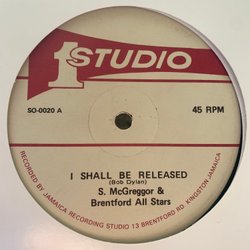 1 STUDIO
SO-0020 A
45 RPM
I SHALL BE RELEASED
(Bob Dylan)
S. McGreggor &
Brentford All Stars
RECORDED BY JAMAICA RECORDING STUDIO 13 BRENTFORD RD. KINGSTON JAMAICA